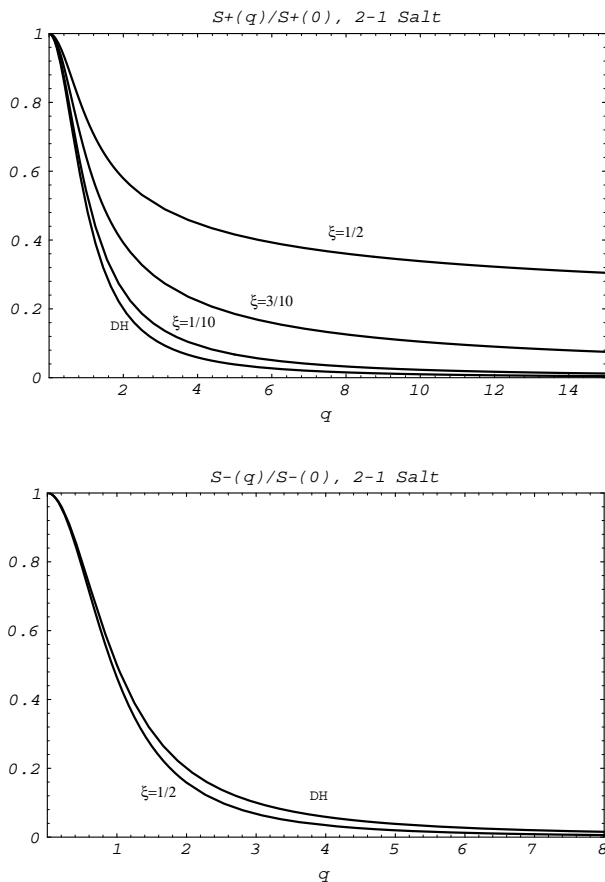 S+(q)/S+(0), 2-1 Salt
1
0.8
0.6
0.4
0.2
0
ξ=1/2
ξ=3/10
ξ=1/10
DH
2 4 6 8 10 12 14
q
S-(q)/S-(0), 2-1 Salt
1
0.8
0.6
0.4
0.2
0
ξ=1/2
DH
1 2 3 4 5 6 7 8
q